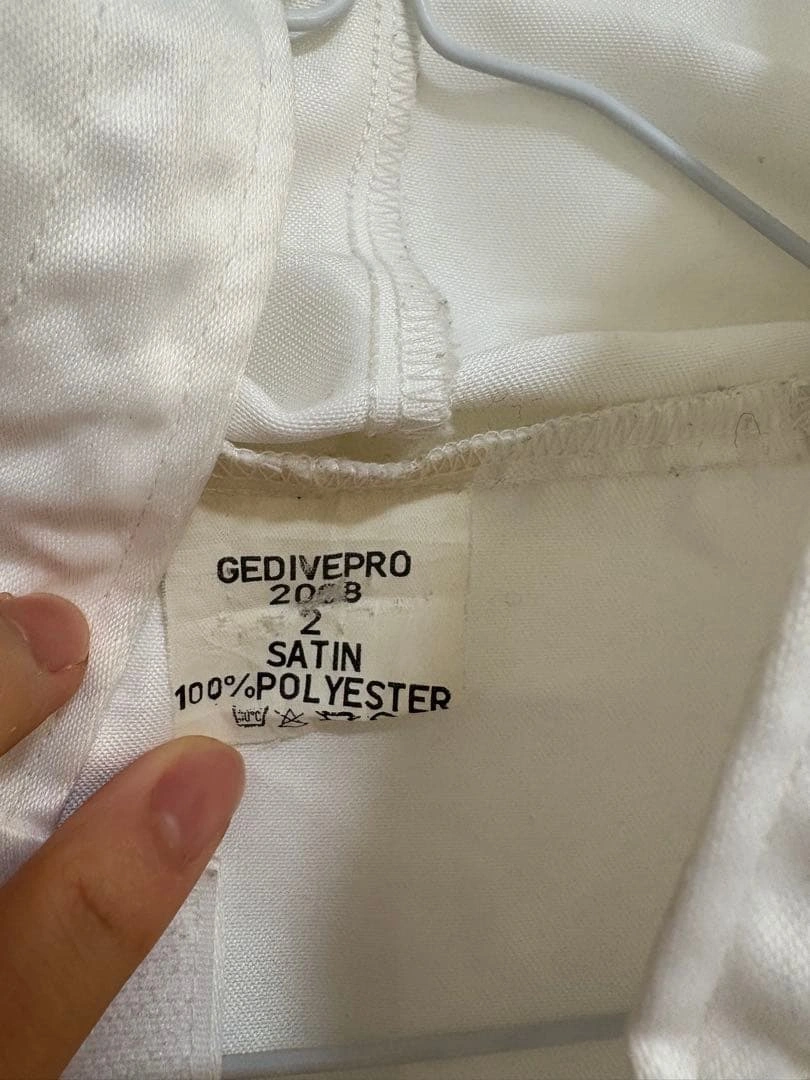 GEDIVEPRO
2
SATIN
100%POLYESTER